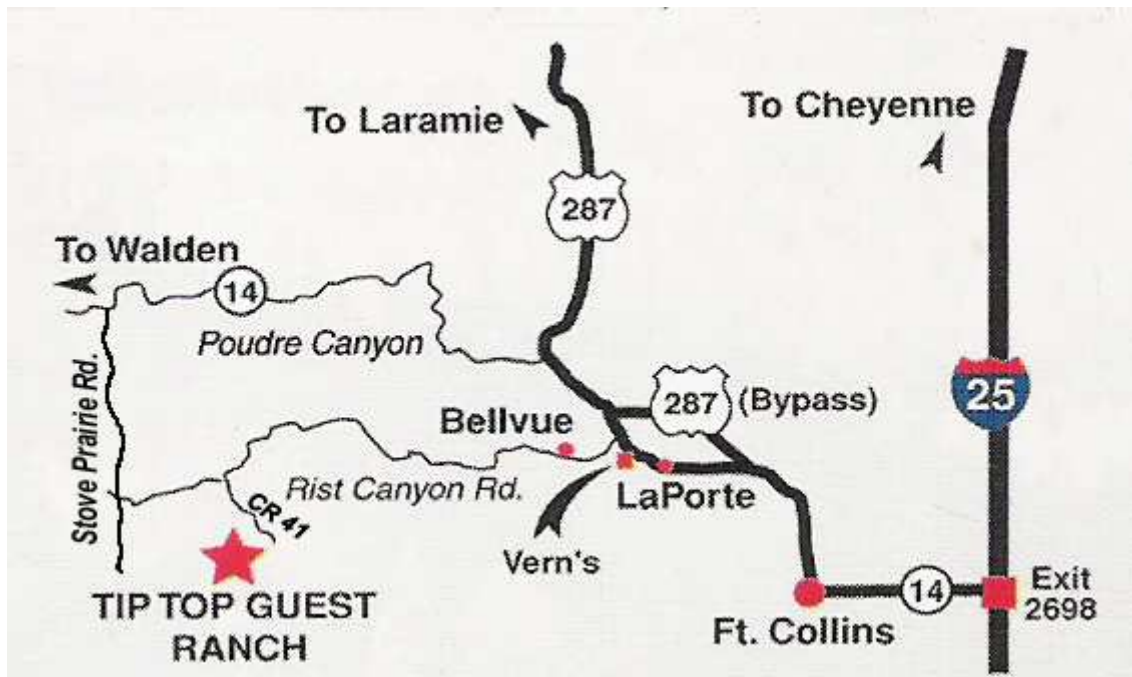 To Laramie
To Cheyenne
287
To Walden
14
Poudre Canyon
Stove Prairie Rd.
287
(Bypass)
25
Bellvue
Rist Canyon Rd.
LaPorte
CR 41
Vern's
TIP TOP GUEST
RANCH
14
Exit
2698
Ft. Collins